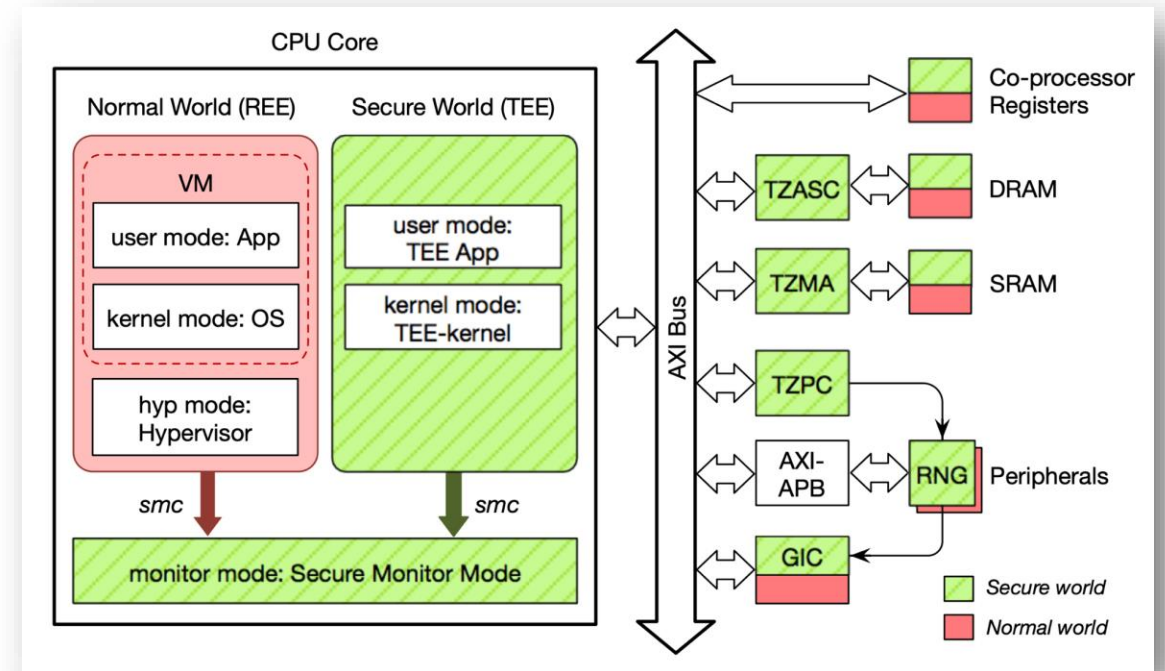 CPU Core
Normal World (REE)
Secure World (TEE)
VM
user mode: App
kernel mode: OS
hyp mode:
Hypervisor
user mode:
TEE App
kernel mode:
TEE-kernel
smc
smc
monitor mode: Secure Monitor Mode
AXI Bus
Co-processor
Registers
TZASC
DRAM
TZMA
SRAM
TZPC
AXI-
APB
RNG
Peripherals
GIC
Secure world
Normal world